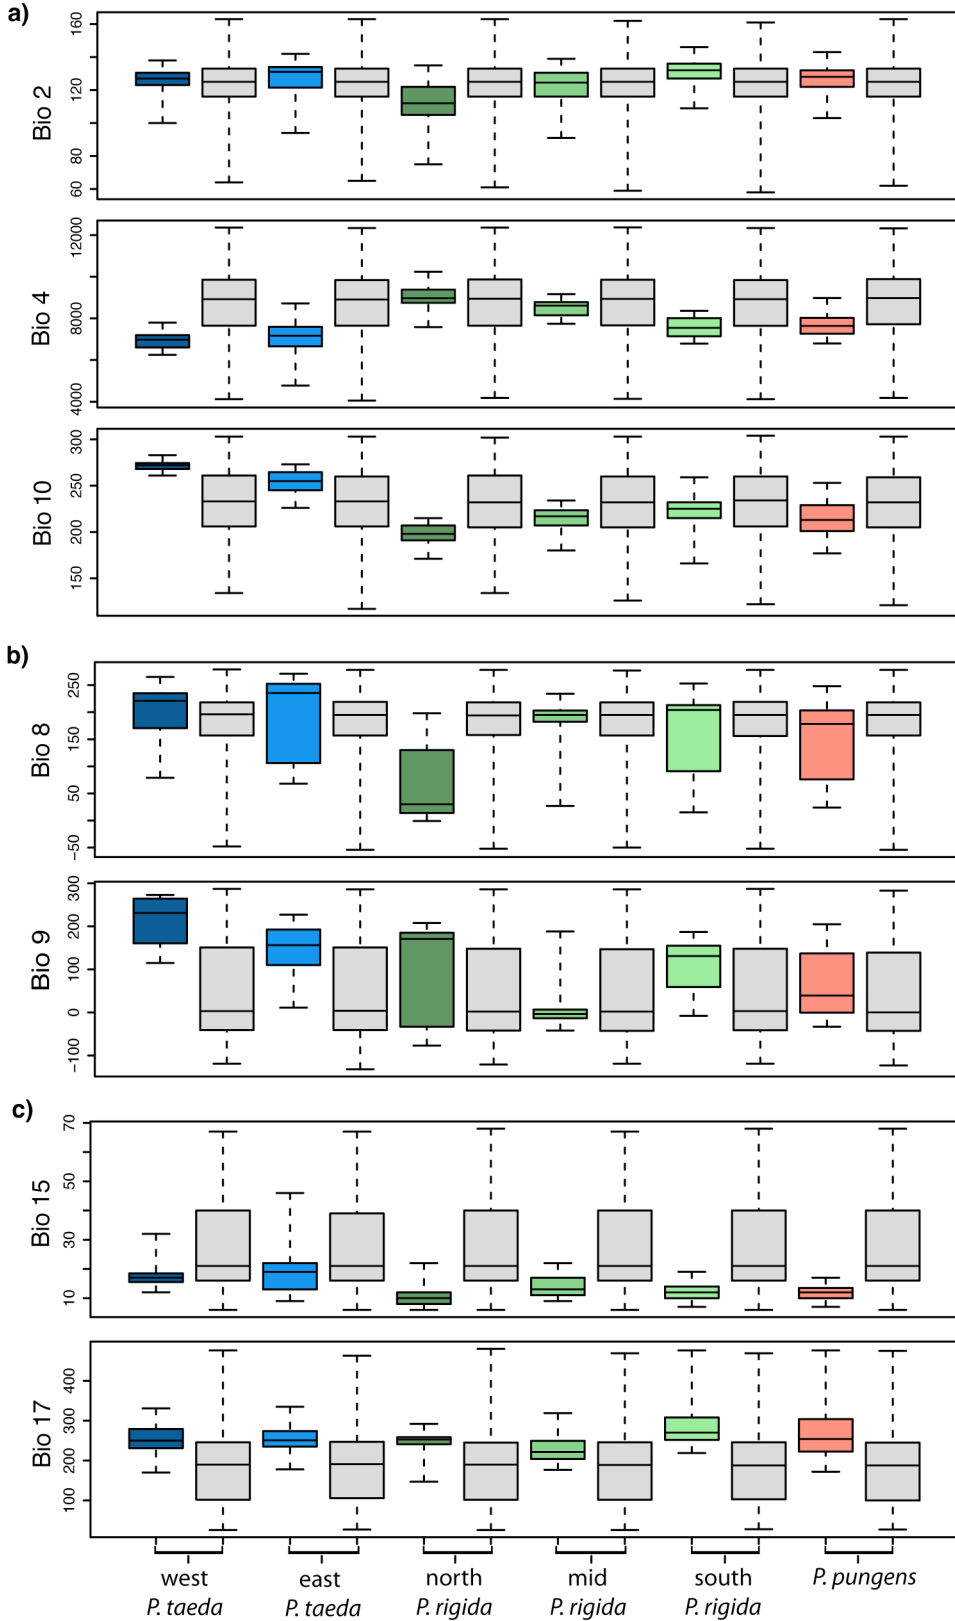 a)
Bio 2
160
120
80
60
Bio 4
12000
8000
4000
Bio 10
300
250
200
150
b)
Bio 8
250
150
50
−50
Bio 9
300
200
100
0
−100
c)
Bio 15
70
50
30
10
Bio 17
400
300
200
100
west east north mid south P. pungens
P. taeda P. taeda P. rigida P. rigida P. rigida